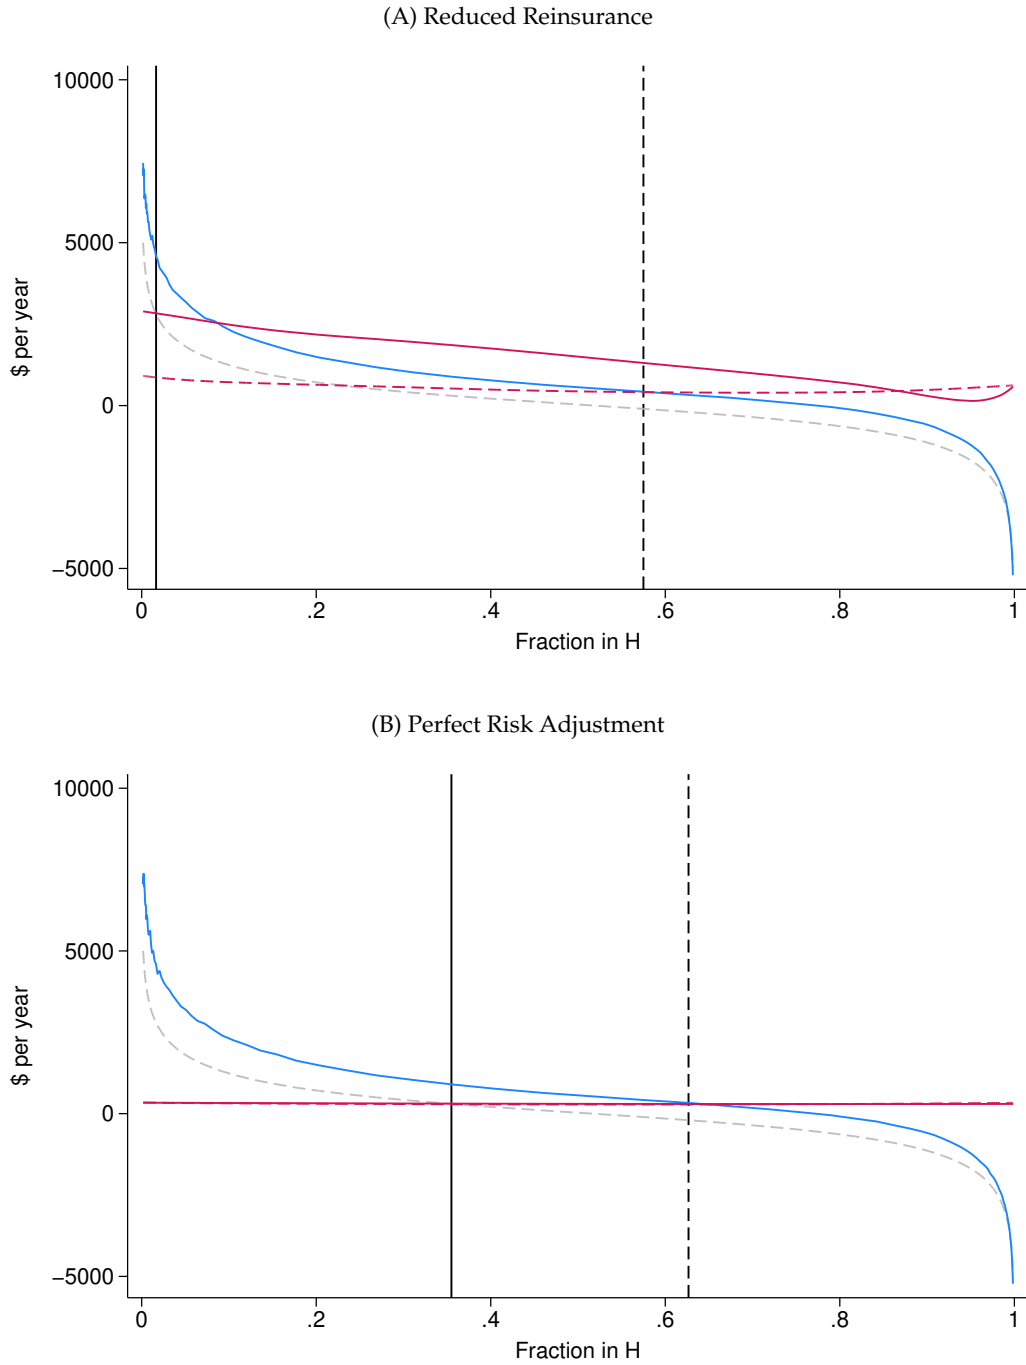 (A) Reduced Reinsurance
10000
5000
0
−5000
$ per year
0 .2 .4 .6 .8 1
Fraction in H
(B) Perfect Risk Adjustment
10000
5000
0
−5000
$ per year
0 .2 .4 .6 .8 1
Fraction in H